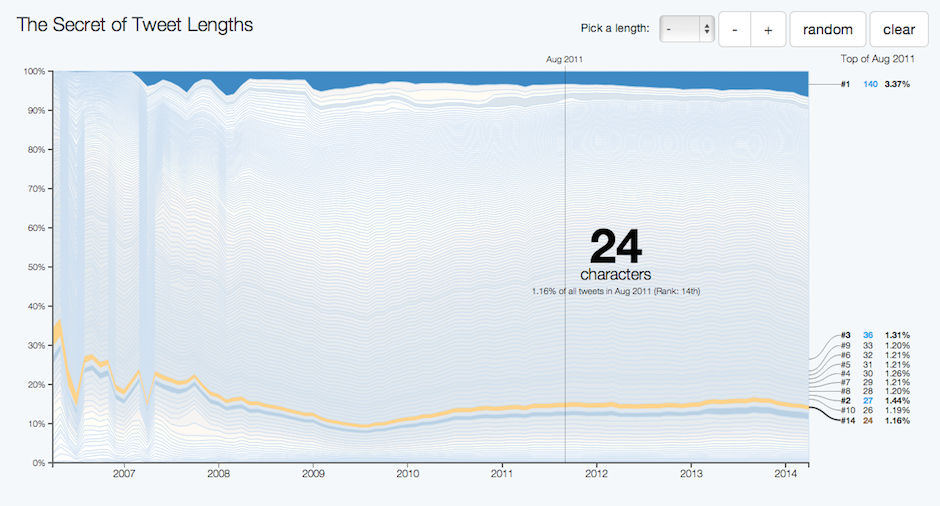 The Secret of Tweet Lengths
Pick a length: - - + random clear
Aug 2011
Top of Aug 2011
100%
90%
80%
70%
60%
50%
40%
30%
20%
10%
0%
#1 140 3.37%
24
characters
1.16% of all tweets in Aug 2011 (Rank: 14th)
#3 36 1.31%
#9 33 1.20%
#6 32 1.21%
#5 31 1.21%
#4 30 1.26%
#7 29 1.21%
#8 28 1.20%
#2 27 1.44%
#10 26 1.19%
#14 24 1.16%
2007 2008 2009 2010 2011 2012 2013 2014